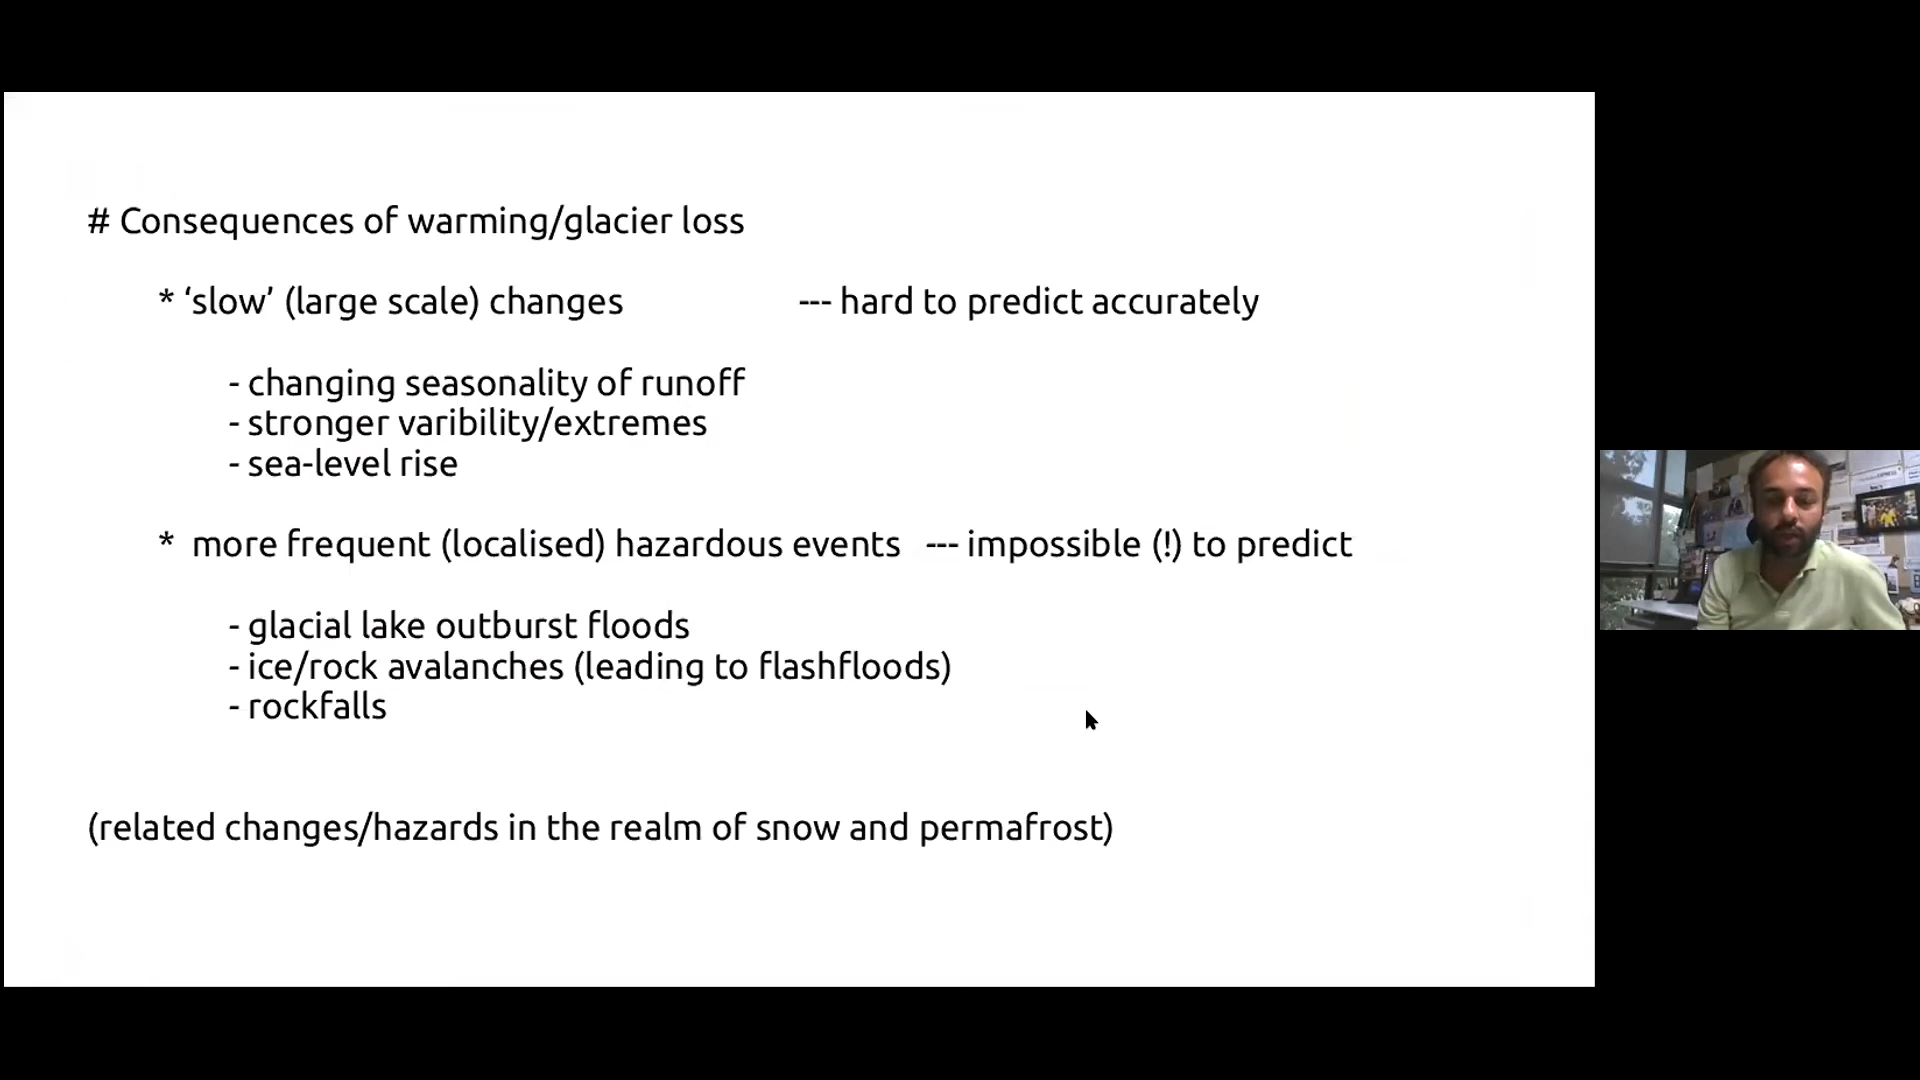 # Consequences of warming/glacier loss
* ‘slow’ (large scale) changes --- hard to predict accurately
- changing seasonality of runoff
- stronger varibility/extremes
- sea-level rise
* more frequent (localised) hazardous events --- impossible (!) to predict
- glacial lake outburst floods
- ice/rock avalanches (leading to flashfloods)
- rockfalls
(related changes/hazards in the realm of snow and permafrost)